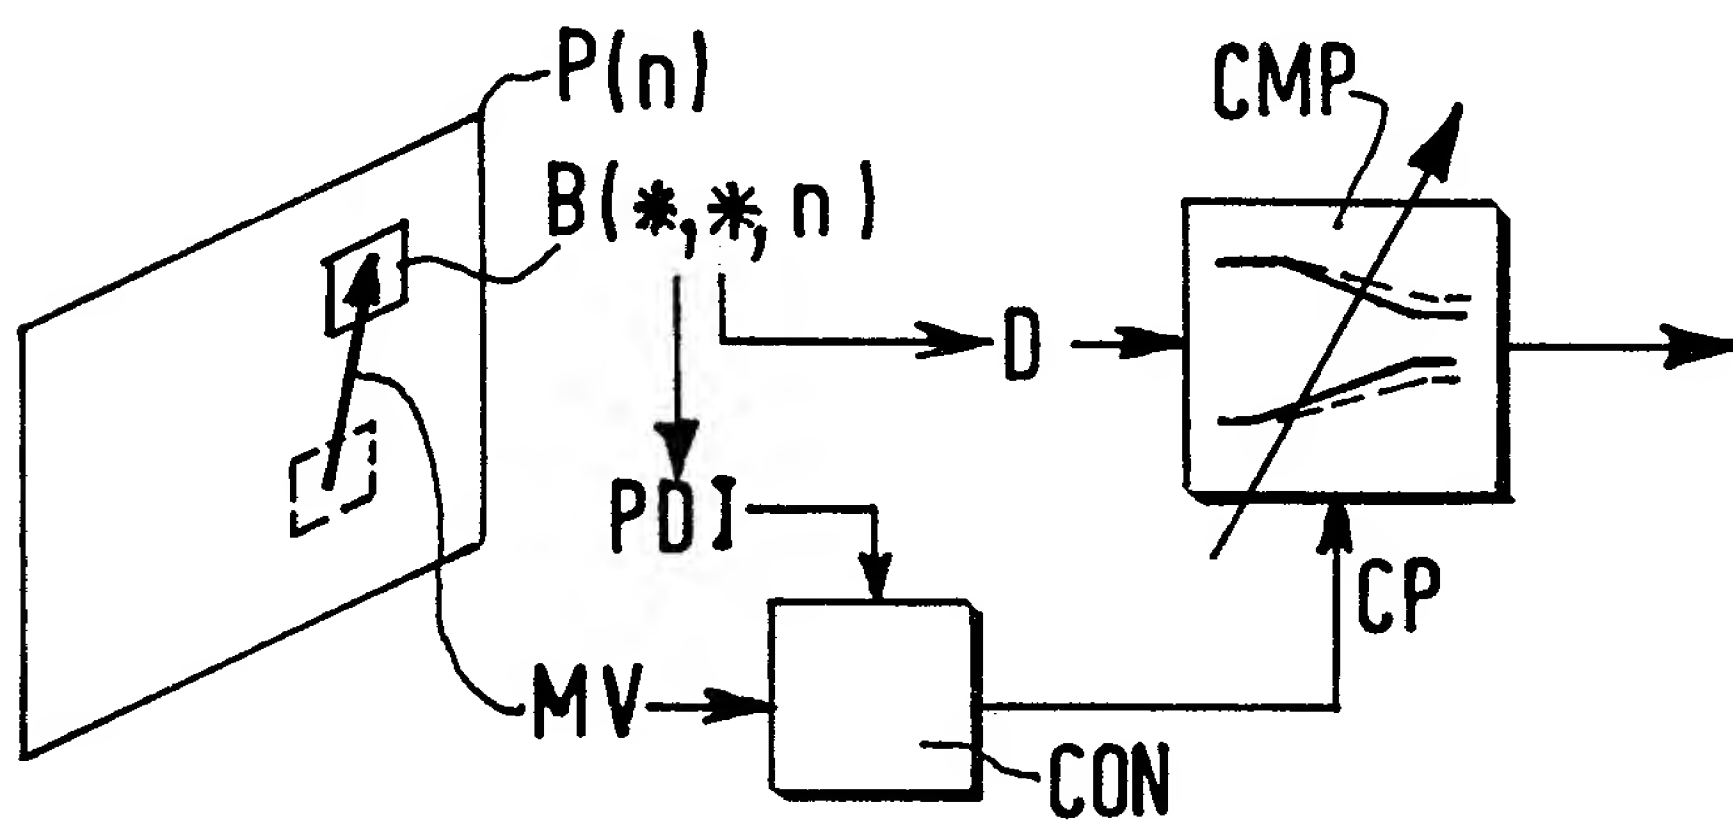 P(n)
CMP
B(*,*,n)
D
PDI
CP
MV
CON